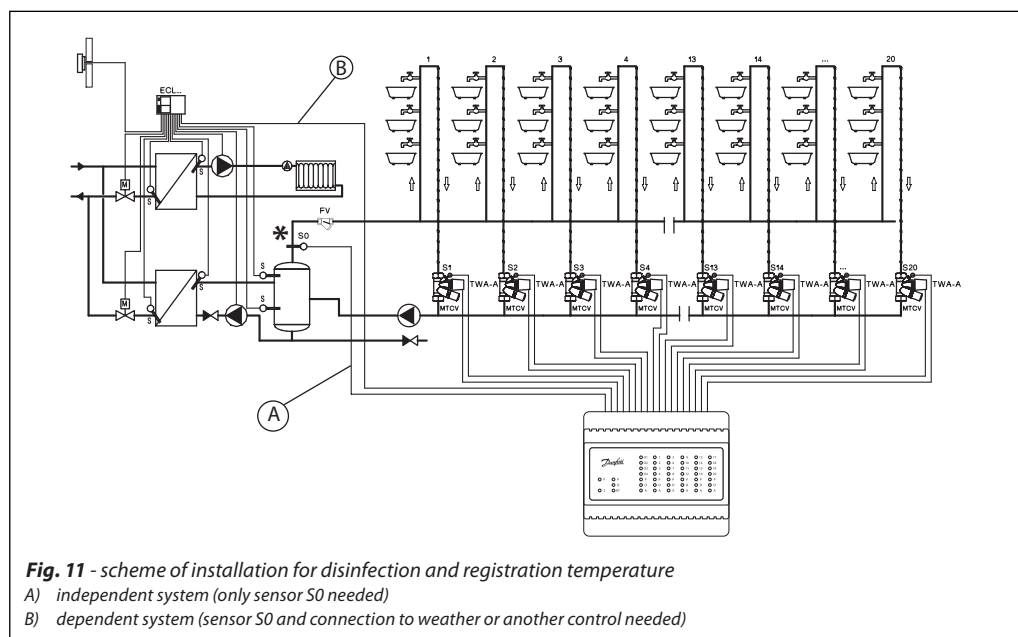 B
1 2 3 4 13 14 ... 20
ECL...
M
S
S
FV
S0
S
M
S
S
S
S1 S2 S3 S4 S13 S14 ... S20
TWA-A TWA-A TWA-A TWA-A TWA-A TWA-A TWA-A TWA-A
MTCV MTCV MTCV MTCV MTCV MTCV MTCV MTCV
A
Danfoss
Fig. 11 - scheme of installation for disinfection and registration temperature
A) independent system (only sensor S0 needed)
B) dependent system (sensor S0 and connection to weather or another control needed)